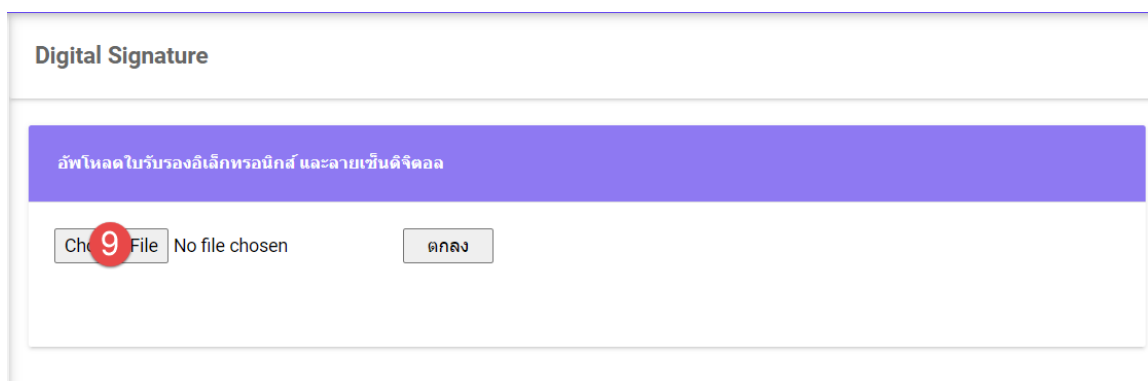 Digital Signature
อัพโหลดใบรับรองอิเล็กทรอนิกส์ และลายเซ็นดิจิตอล
9 File No file chosen ตกลง